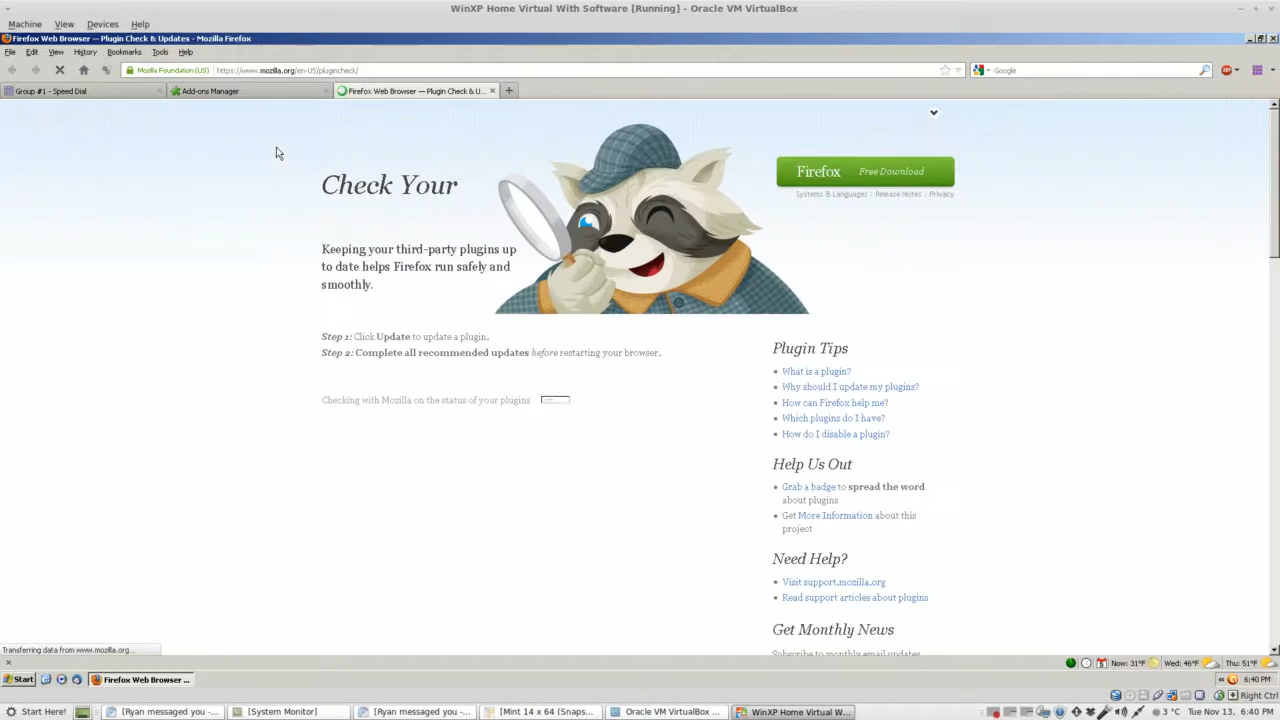 WinXP Home Virtual With Software [Running] - Oracle VM VirtualBox
Machine View Devices Help
Firefox Web Browser — Plugin Check & Updates - Mozilla Firefox
File Edit View History Bookmarks Tools Help
Mozilla Foundation (US) https://www.mozilla.org/en-US/plugincheck/ Google
Group #1 - Speed Dial
Add-ons Manager
Firefox Web Browser — Plugin Check & U...
Check Your
Keeping your third-party plugins up
to date helps Firefox run safely and
smoothly.
Step 1: Click Update to update a plugin.
Step 2: Complete all recommended updates before restarting your browser.
Checking with Mozilla on the status of your plugins
Firefox Free Download
Systems & Languages | Release Notes | Privacy
Plugin Tips
What is a plugin?
Why should I update my plugins?
How can Firefox help me?
Which plugins do I have?
How do I disable a plugin?
Help Us Out
Grab a badge to spread the word
about plugins
Get More Information about this
project
Need Help?
Visit support.mozilla.org
Read support articles about plugins
Get Monthly News
Subscribe to monthly email updates
Transferring data from www.mozilla.org...
Now: 31°F Wed: 46°F Thu: 51°F
Start Firefox Web Browser ... 6:40 PM
Right Ctrl
Start Here! [Ryan messaged you -... [System Monitor] [Ryan messaged you -... [Mint 14 x 64 (Snaps... Oracle VM VirtualBox ... WinXP Home Virtual W... 3 °C Tue Nov 13, 6:40 PM